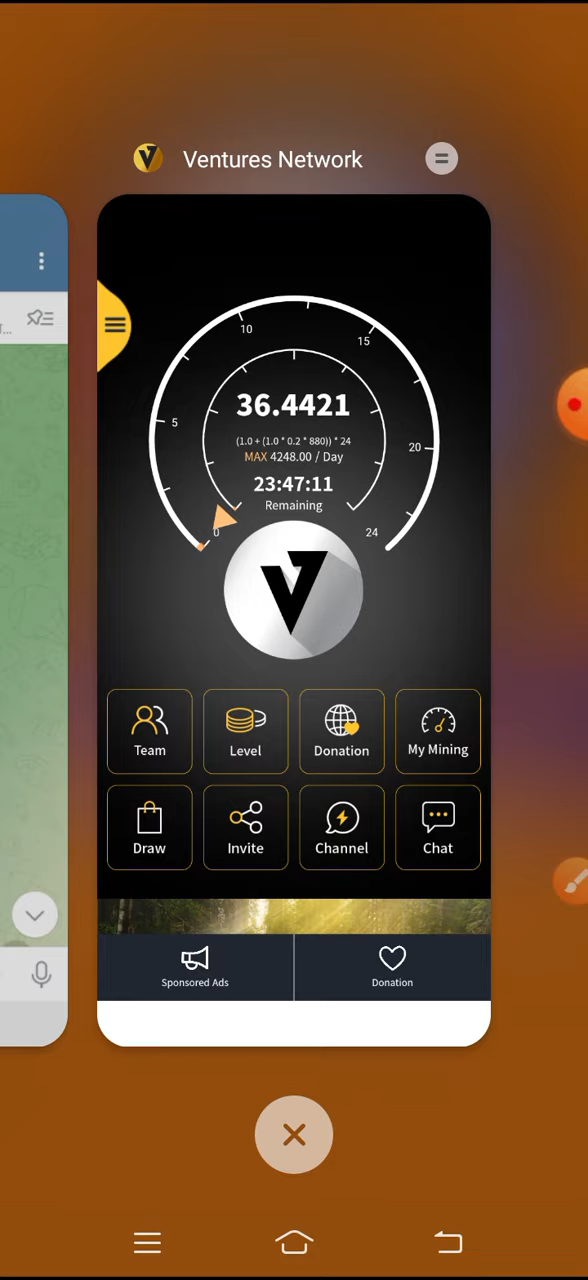 Ventures Network
10
15
5
20
0
24
36.4421
(1.0 + (1.0 * 0.2 * 880)) * 24
MAX 4248.00 / Day
23:47:11
Remaining
Team
Level
Donation
My Mining
Draw
Invite
Channel
Chat
Sponsored Ads
Donation